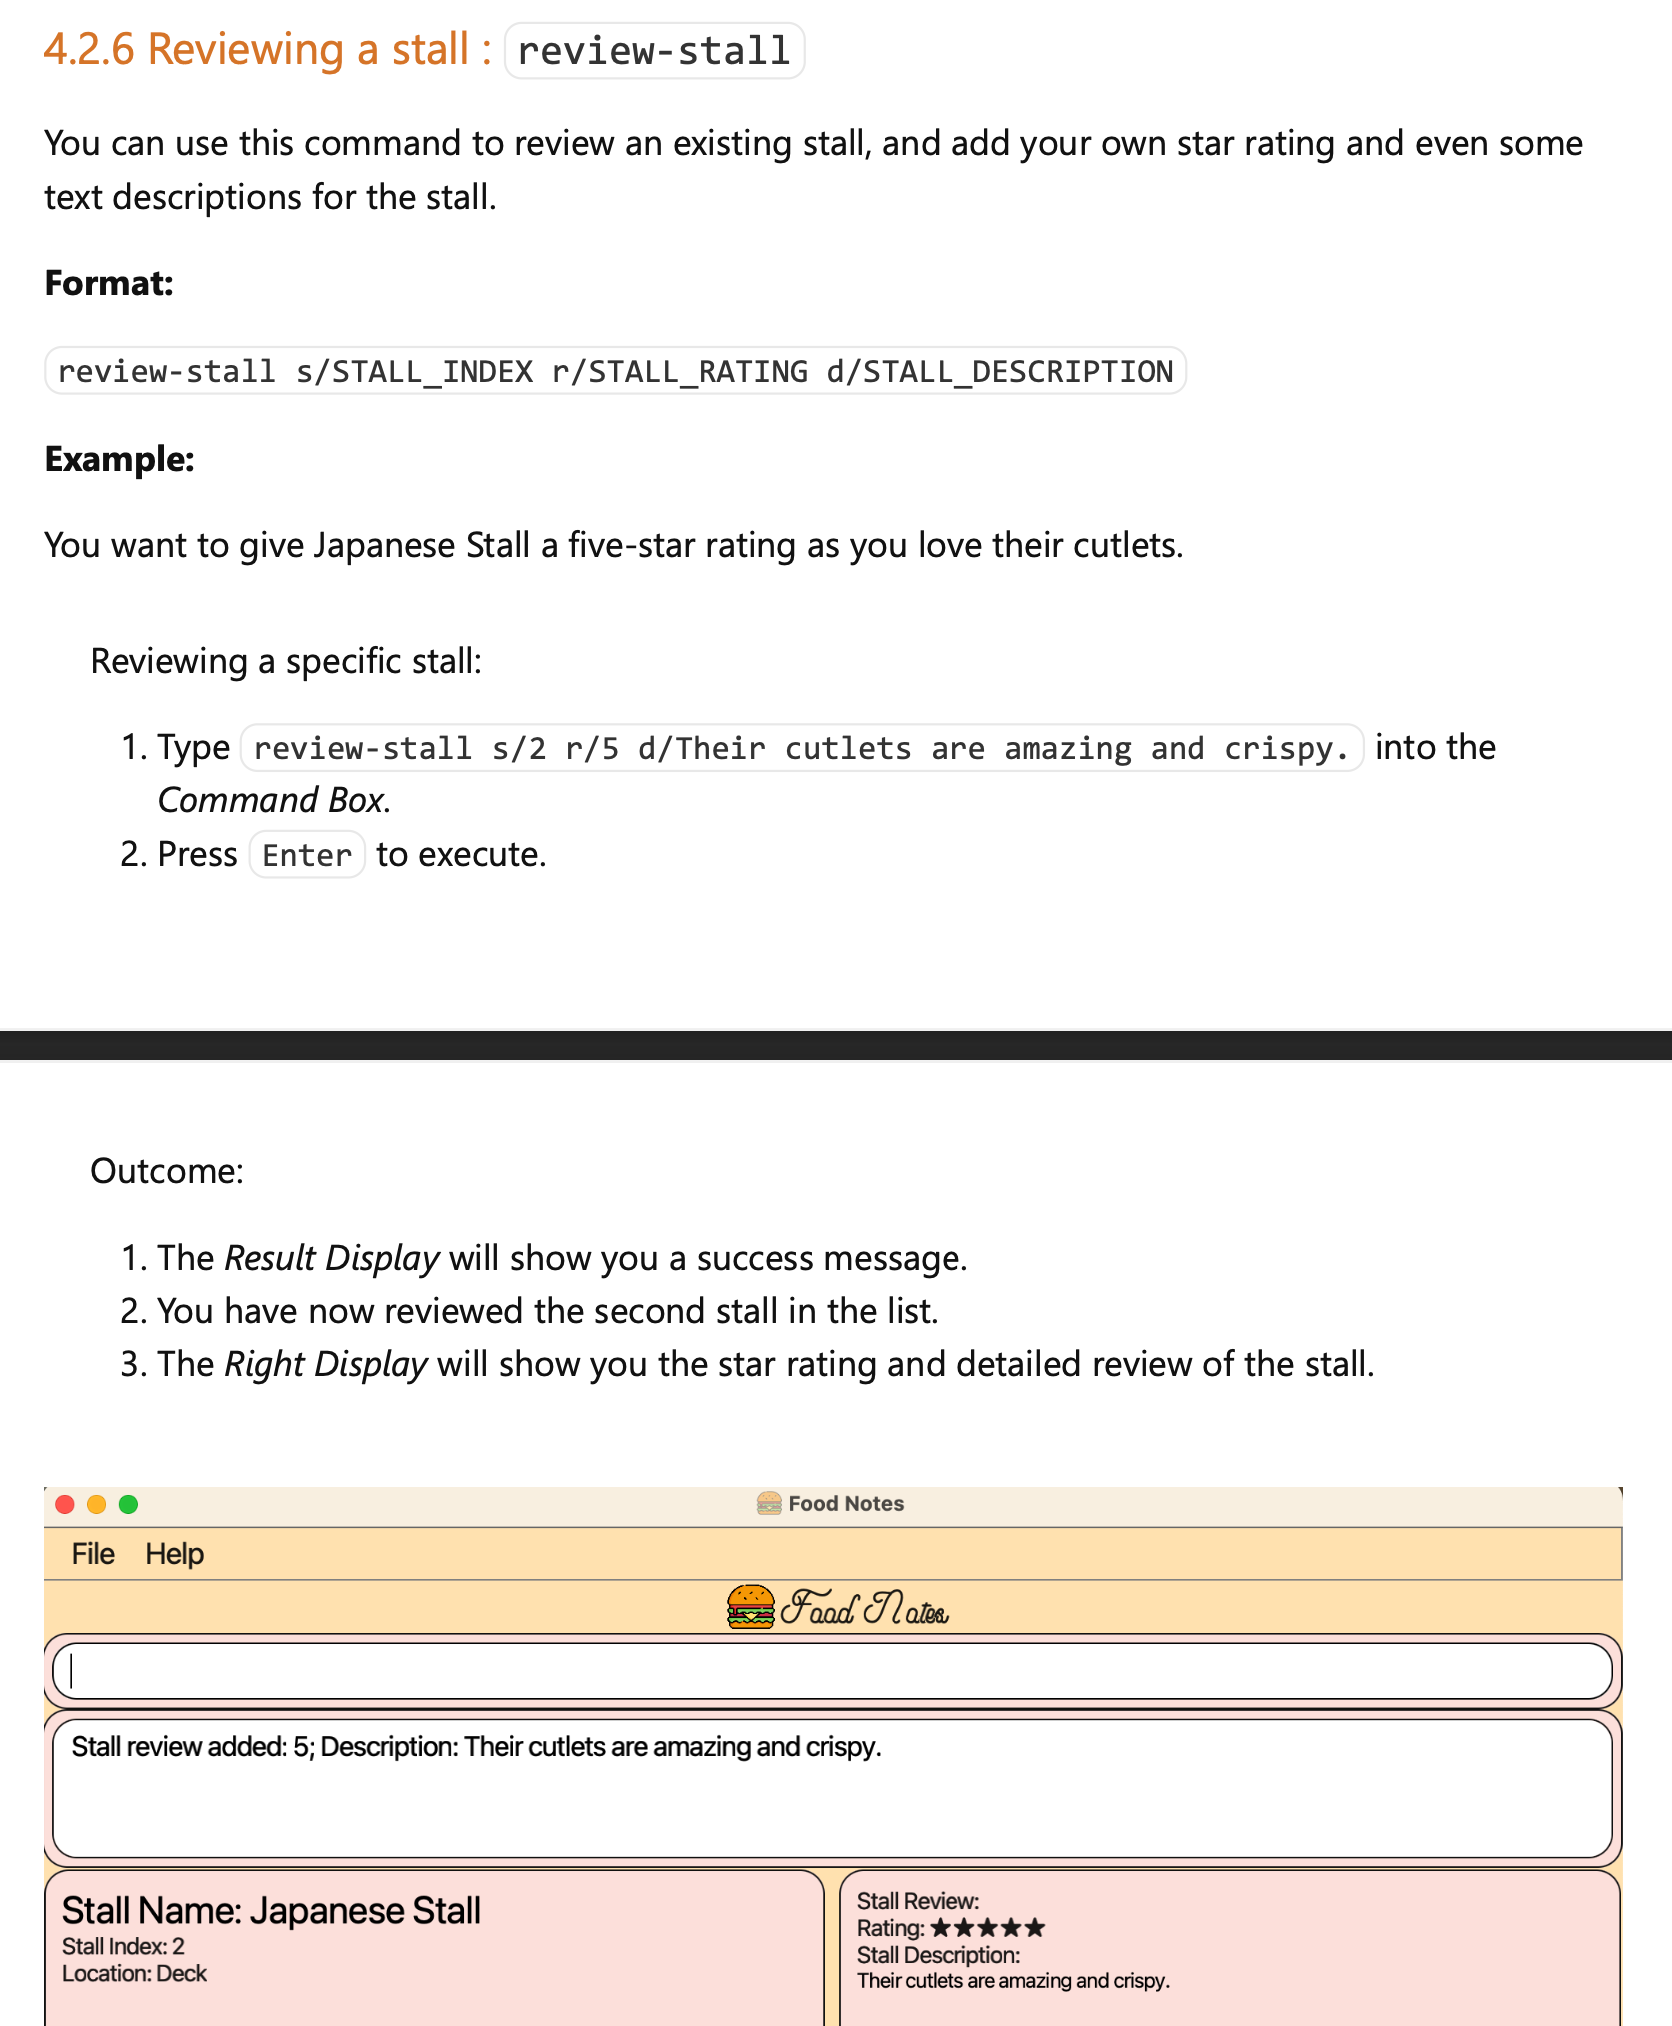 4.2.6 Reviewing a stall : review-stall
You can use this command to review an existing stall, and add your own star rating and even some
text descriptions for the stall.
Format:
review-stall s/STALL_INDEX r/STALL_RATING d/STALL_DESCRIPTION
Example:
You want to give Japanese Stall a five-star rating as you love their cutlets.
Reviewing a specific stall:
1. Type review-stall s/2 r/5 d/Their cutlets are amazing and crispy. into the
Command Box.
2. Press Enter to execute.
Outcome:
1. The Result Display will show you a success message.
2. You have now reviewed the second stall in the list.
3. The Right Display will show you the star rating and detailed review of the stall.
Food Notes
File Help
Food Notes
Stall review added: 5; Description: Their cutlets are amazing and crispy.
Stall Name: Japanese Stall
Stall Index: 2
Location: Deck
Stall Review:
Rating: ★★★★★
Stall Description:
Their cutlets are amazing and crispy.